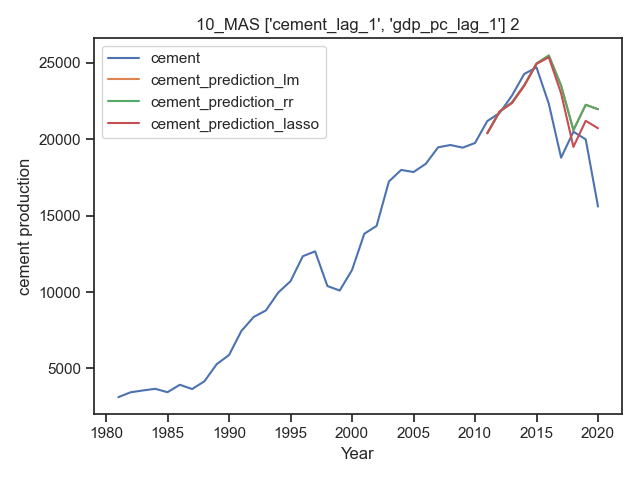 10_MAS ['cement_lag_1', 'gdp_pc_lag_1'] 2
cement
cement_prediction_lm
cement_prediction_rr
cement_prediction_lasso
cement production
25000
20000
15000
10000
5000
1980 1985 1990 1995 2000 2005 2010 2015 2020
Year